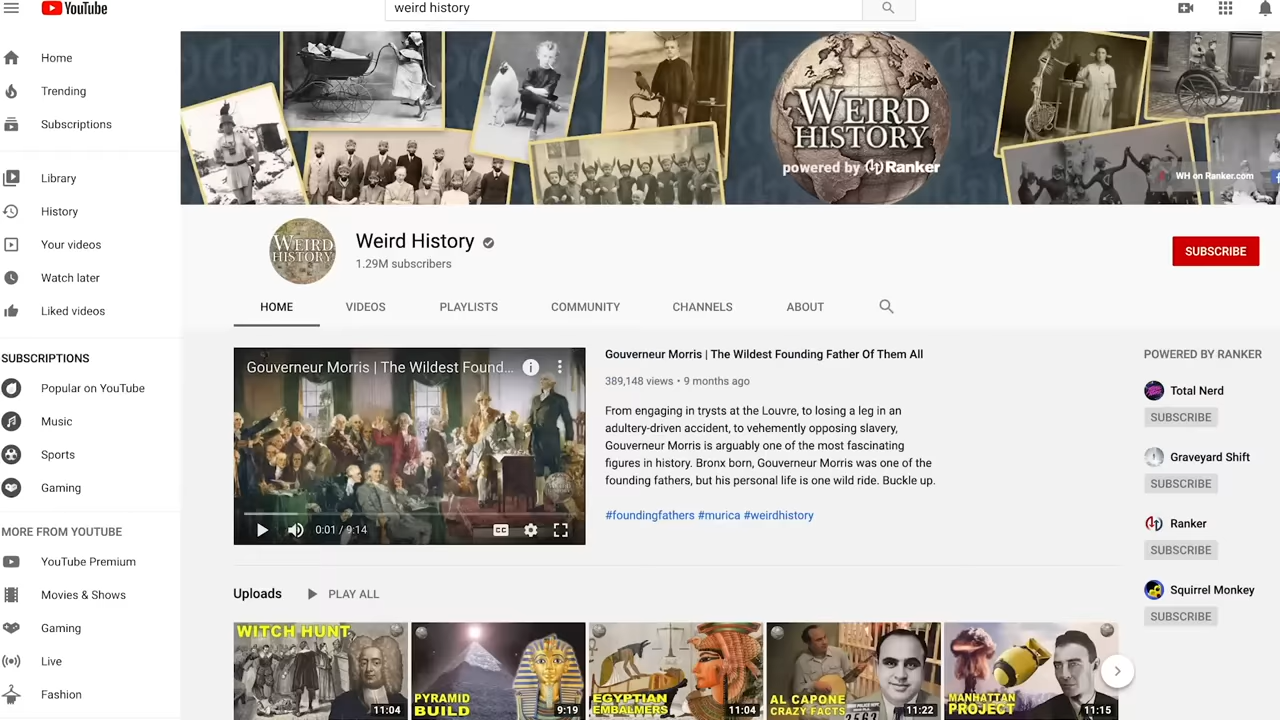 YouTube
weird history
Home
Trending
Subscriptions
Library
History
Your videos
Watch later
Liked videos
SUBSCRIPTIONS
Popular on YouTube
Music
Sports
Gaming
MORE FROM YOUTUBE
YouTube Premium
Movies & Shows
Gaming
Live
Fashion
WEIRD
HISTORY
powered by Ranker
WH on Ranker.com
WEIRD
HISTORY
Weird History
1.29M subscribers
SUBSCRIBE
HOME
VIDEOS
PLAYLISTS
COMMUNITY
CHANNELS
ABOUT
Gouverneur Morris | The Wildest Found...
0:01 / 9:14
CC
Gouverneur Morris | The Wildest Founding Father Of Them All
389,148 views • 9 months ago
From engaging in trysts at the Louvre, to losing a leg in an
adultery-driven accident, to vehemently opposing slavery,
Gouverneur Morris is arguably one of the most fascinating
figures in history. Bronx born, Gouverneur Morris was one of the
founding fathers, but his personal life is one wild ride. Buckle up.
#foundingfathers #murica #weirdhistory
POWERED BY RANKER
Total Nerd
SUBSCRIBE
Graveyard Shift
SUBSCRIBE
Ranker
SUBSCRIBE
Squirrel Monkey
SUBSCRIBE
Uploads
PLAY ALL
WITCH HUNT
11:04
PYRAMID
BUILD
9:19
EGYPTIAN
EMBALMERS
11:04
AL CAPONE
CRAZY FACTS
11:22
MANHATTAN
PROJECT
11:15